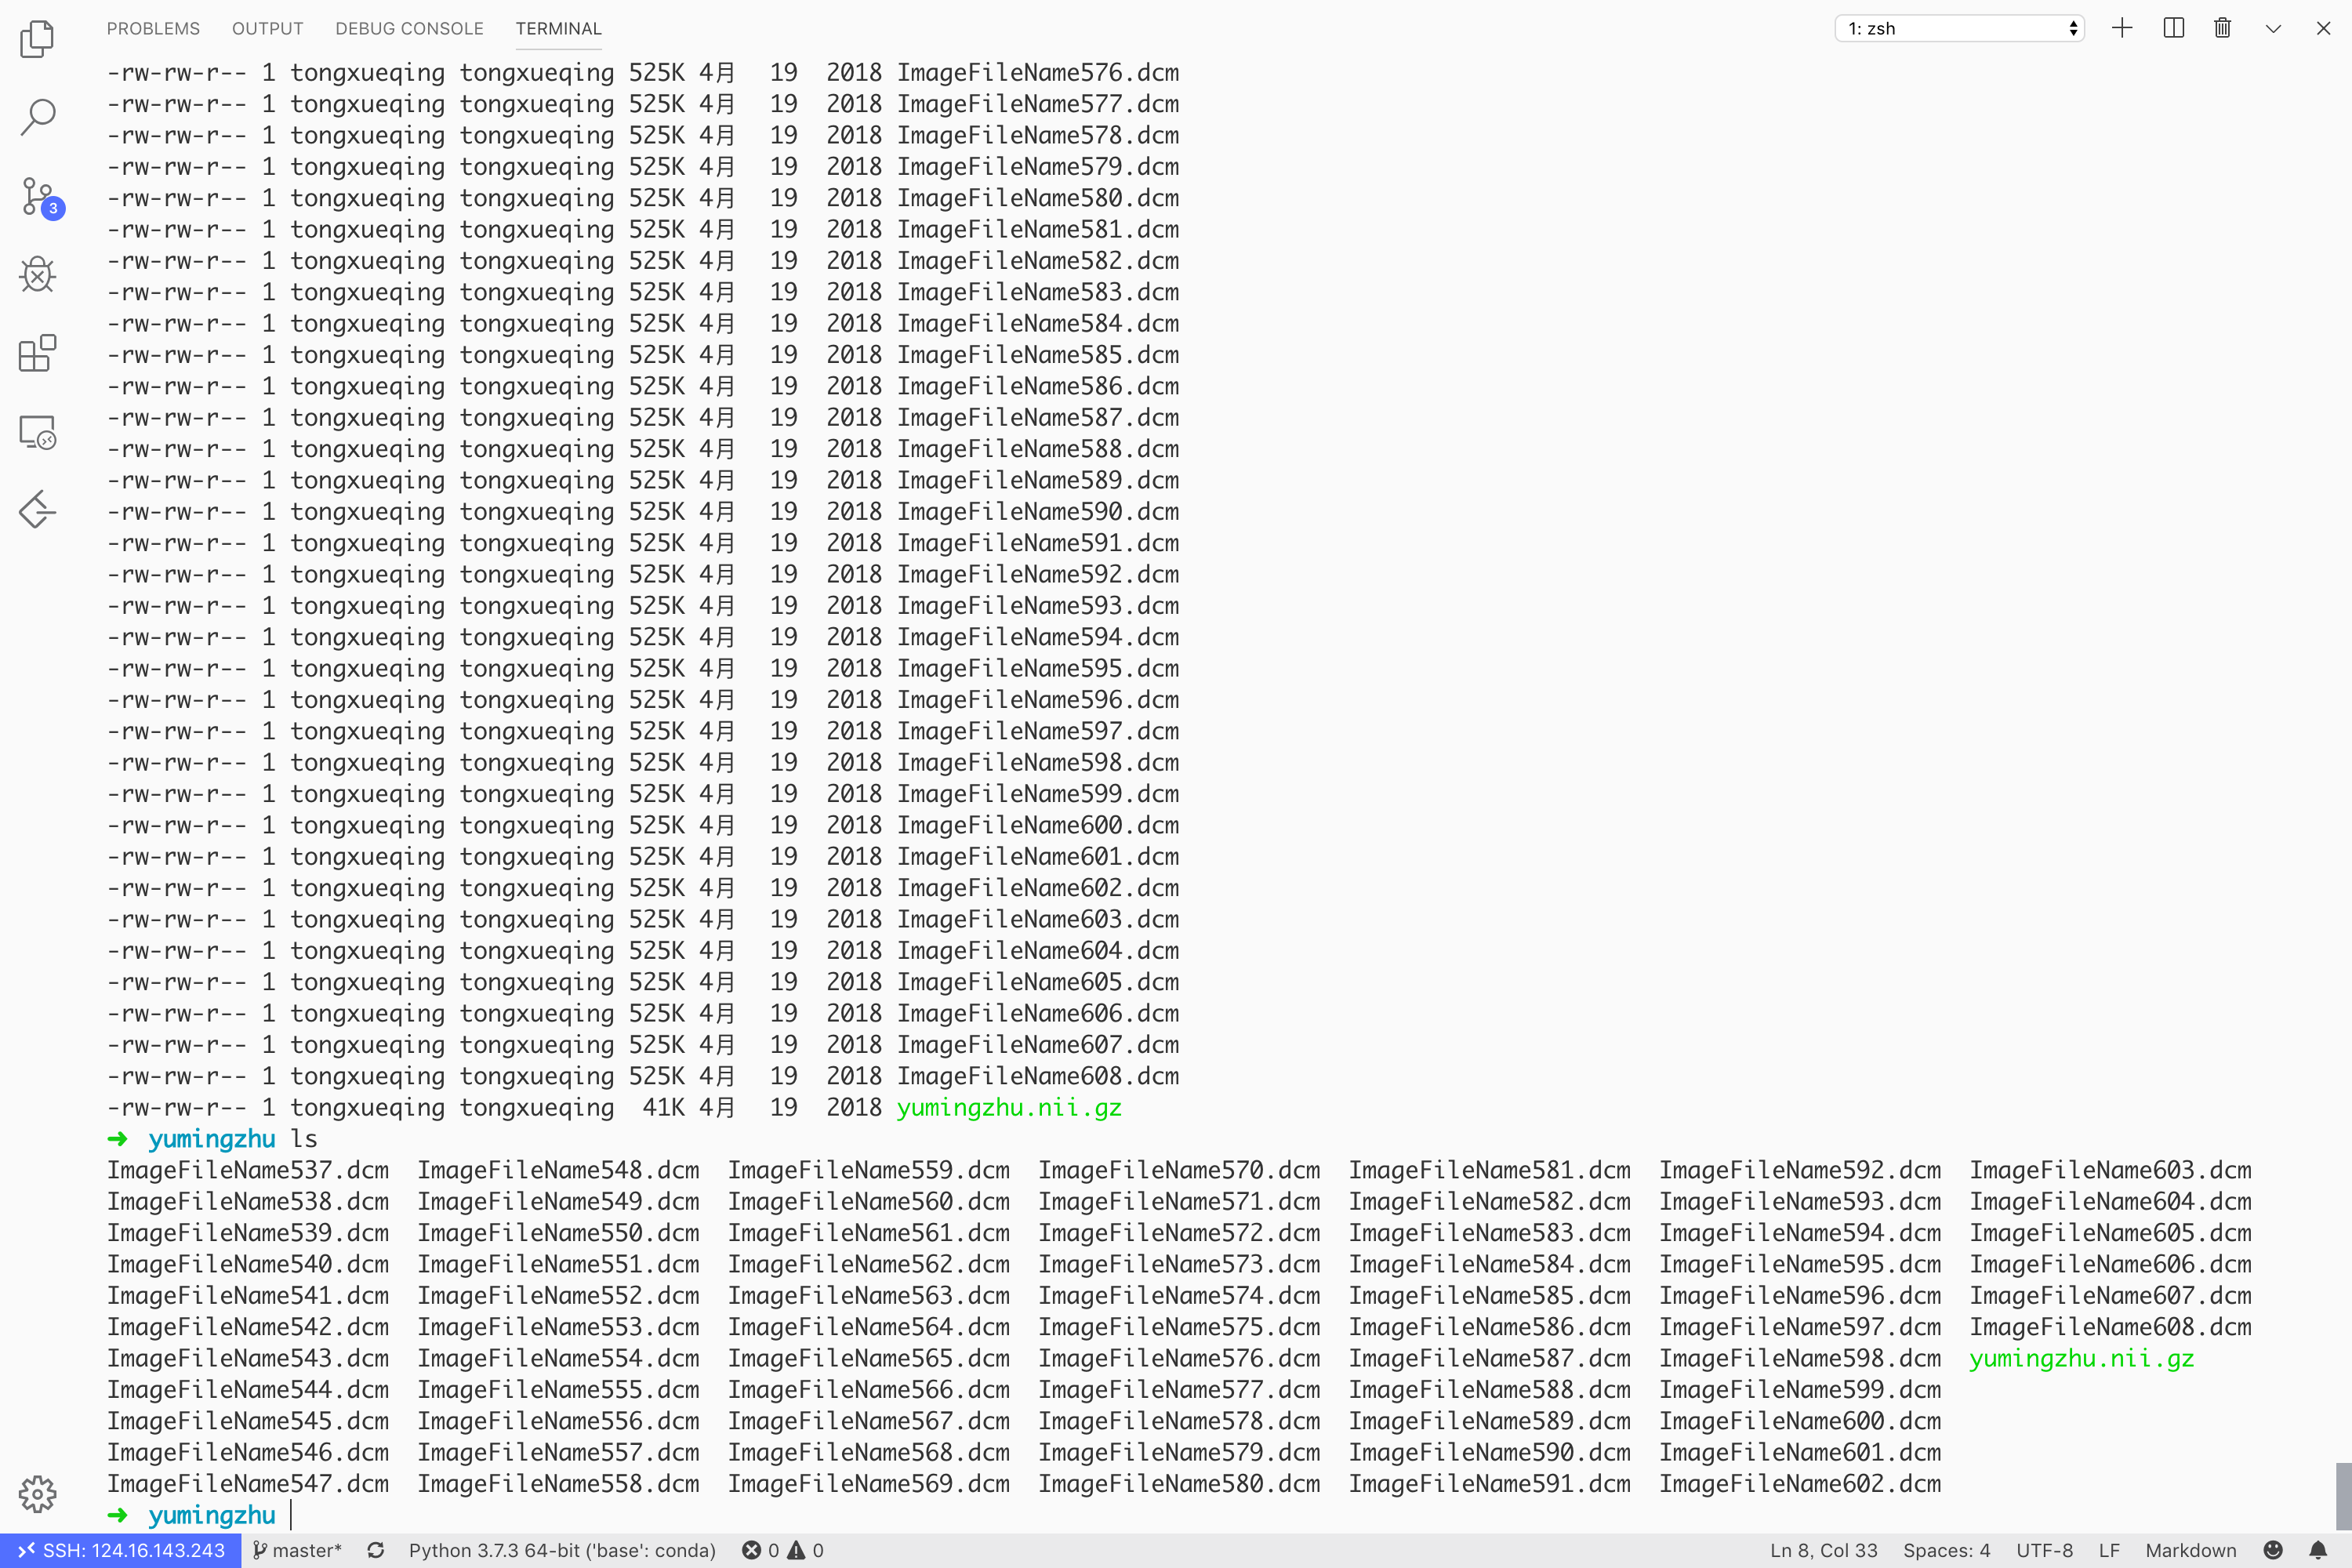 PROBLEMS OUTPUT DEBUG CONSOLE TERMINAL 1: zsh
-rw-rw-r-- 1 tongxueqing tongxueqing 525K 4月 19 2018 ImageFileName576.dcm
-rw-rw-r-- 1 tongxueqing tongxueqing 525K 4月 19 2018 ImageFileName577.dcm
-rw-rw-r-- 1 tongxueqing tongxueqing 525K 4月 19 2018 ImageFileName578.dcm
-rw-rw-r-- 1 tongxueqing tongxueqing 525K 4月 19 2018 ImageFileName579.dcm
-rw-rw-r-- 1 tongxueqing tongxueqing 525K 4月 19 2018 ImageFileName580.dcm
-rw-rw-r-- 1 tongxueqing tongxueqing 525K 4月 19 2018 ImageFileName581.dcm
-rw-rw-r-- 1 tongxueqing tongxueqing 525K 4月 19 2018 ImageFileName582.dcm
-rw-rw-r-- 1 tongxueqing tongxueqing 525K 4月 19 2018 ImageFileName583.dcm
-rw-rw-r-- 1 tongxueqing tongxueqing 525K 4月 19 2018 ImageFileName584.dcm
-rw-rw-r-- 1 tongxueqing tongxueqing 525K 4月 19 2018 ImageFileName585.dcm
-rw-rw-r-- 1 tongxueqing tongxueqing 525K 4月 19 2018 ImageFileName586.dcm
-rw-rw-r-- 1 tongxueqing tongxueqing 525K 4月 19 2018 ImageFileName587.dcm
-rw-rw-r-- 1 tongxueqing tongxueqing 525K 4月 19 2018 ImageFileName588.dcm
-rw-rw-r-- 1 tongxueqing tongxueqing 525K 4月 19 2018 ImageFileName589.dcm
-rw-rw-r-- 1 tongxueqing tongxueqing 525K 4月 19 2018 ImageFileName590.dcm
-rw-rw-r-- 1 tongxueqing tongxueqing 525K 4月 19 2018 ImageFileName591.dcm
-rw-rw-r-- 1 tongxueqing tongxueqing 525K 4月 19 2018 ImageFileName592.dcm
-rw-rw-r-- 1 tongxueqing tongxueqing 525K 4月 19 2018 ImageFileName593.dcm
-rw-rw-r-- 1 tongxueqing tongxueqing 525K 4月 19 2018 ImageFileName594.dcm
-rw-rw-r-- 1 tongxueqing tongxueqing 525K 4月 19 2018 ImageFileName595.dcm
-rw-rw-r-- 1 tongxueqing tongxueqing 525K 4月 19 2018 ImageFileName596.dcm
-rw-rw-r-- 1 tongxueqing tongxueqing 525K 4月 19 2018 ImageFileName597.dcm
-rw-rw-r-- 1 tongxueqing tongxueqing 525K 4月 19 2018 ImageFileName598.dcm
-rw-rw-r-- 1 tongxueqing tongxueqing 525K 4月 19 2018 ImageFileName599.dcm
-rw-rw-r-- 1 tongxueqing tongxueqing 525K 4月 19 2018 ImageFileName600.dcm
-rw-rw-r-- 1 tongxueqing tongxueqing 525K 4月 19 2018 ImageFileName601.dcm
-rw-rw-r-- 1 tongxueqing tongxueqing 525K 4月 19 2018 ImageFileName602.dcm
-rw-rw-r-- 1 tongxueqing tongxueqing 525K 4月 19 2018 ImageFileName603.dcm
-rw-rw-r-- 1 tongxueqing tongxueqing 525K 4月 19 2018 ImageFileName604.dcm
-rw-rw-r-- 1 tongxueqing tongxueqing 525K 4月 19 2018 ImageFileName605.dcm
-rw-rw-r-- 1 tongxueqing tongxueqing 525K 4月 19 2018 ImageFileName606.dcm
-rw-rw-r-- 1 tongxueqing tongxueqing 525K 4月 19 2018 ImageFileName607.dcm
-rw-rw-r-- 1 tongxueqing tongxueqing 525K 4月 19 2018 ImageFileName608.dcm
-rw-rw-r-- 1 tongxueqing tongxueqing 41K 4月 19 2018 yumingzhu.nii.gz
➜ yumingzhu ls
ImageFileName537.dcm ImageFileName548.dcm ImageFileName559.dcm ImageFileName570.dcm ImageFileName581.dcm ImageFileName592.dcm ImageFileName603.dcm
ImageFileName538.dcm ImageFileName549.dcm ImageFileName560.dcm ImageFileName571.dcm ImageFileName582.dcm ImageFileName593.dcm ImageFileName604.dcm
ImageFileName539.dcm ImageFileName550.dcm ImageFileName561.dcm ImageFileName572.dcm ImageFileName583.dcm ImageFileName594.dcm ImageFileName605.dcm
ImageFileName540.dcm ImageFileName551.dcm ImageFileName562.dcm ImageFileName573.dcm ImageFileName584.dcm ImageFileName595.dcm ImageFileName606.dcm
ImageFileName541.dcm ImageFileName552.dcm ImageFileName563.dcm ImageFileName574.dcm ImageFileName585.dcm ImageFileName596.dcm ImageFileName607.dcm
ImageFileName542.dcm ImageFileName553.dcm ImageFileName564.dcm ImageFileName575.dcm ImageFileName586.dcm ImageFileName597.dcm ImageFileName608.dcm
ImageFileName543.dcm ImageFileName554.dcm ImageFileName565.dcm ImageFileName576.dcm ImageFileName587.dcm ImageFileName598.dcm yumingzhu.nii.gz
ImageFileName544.dcm ImageFileName555.dcm ImageFileName566.dcm ImageFileName577.dcm ImageFileName588.dcm ImageFileName599.dcm
ImageFileName545.dcm ImageFileName556.dcm ImageFileName567.dcm ImageFileName578.dcm ImageFileName589.dcm ImageFileName600.dcm
ImageFileName546.dcm ImageFileName557.dcm ImageFileName568.dcm ImageFileName579.dcm ImageFileName590.dcm ImageFileName601.dcm
ImageFileName547.dcm ImageFileName558.dcm ImageFileName569.dcm ImageFileName580.dcm ImageFileName591.dcm ImageFileName602.dcm
➜ yumingzhu
3
SSH: 124.16.143.243 master* Python 3.7.3 64-bit ('base': conda) 0 0 Ln 8, Col 33 Spaces: 4 UTF-8 LF Markdown